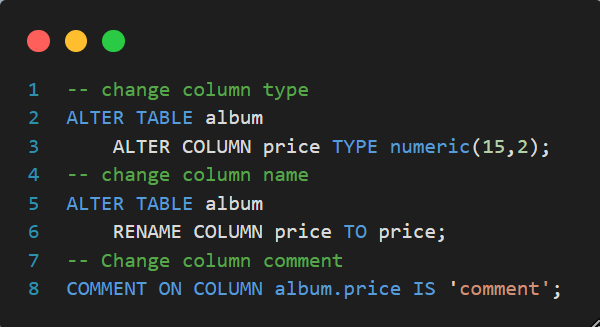 1 -- change column type
2 ALTER TABLE album
3     ALTER COLUMN price TYPE numeric(15,2);
4 -- change column name
5 ALTER TABLE album
6     RENAME COLUMN price TO price;
7 -- Change column comment
8 COMMENT ON COLUMN album.price IS 'comment';